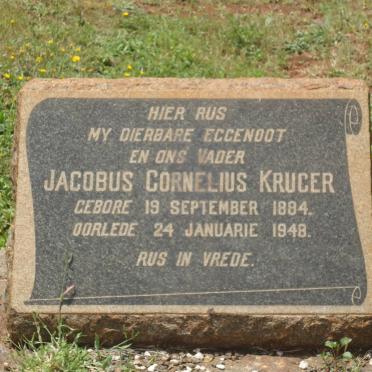 HIER RUS
MY DIERBARE EGGENOOT
EN ONS VADER
JACOBUS CORNELIUS KRUGER
GEBORE 19 SEPTEMBER 1884.
OORLEDE 24 JANUARIE 1948.
RUS IN VREDE.